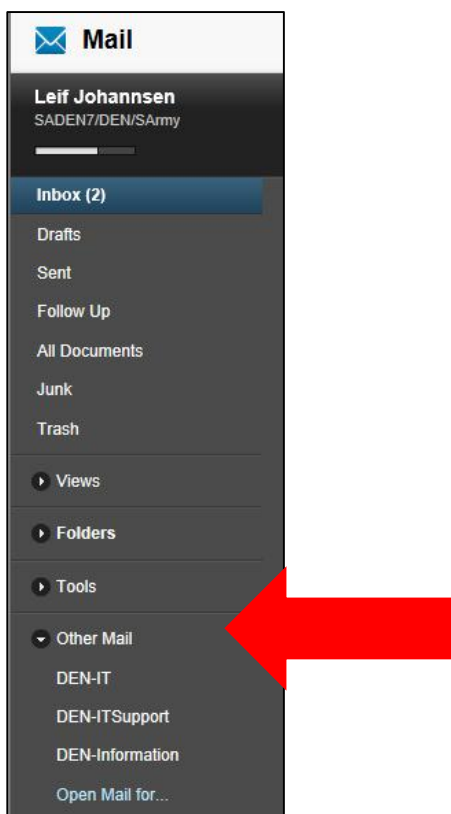 Mail
Leif Johannsen
SADEN7/DEN/SArmy
Inbox (2)
Drafts
Sent
Follow Up
All Documents
Junk
Trash
Views
Folders
Tools
Other Mail
DEN-IT
DEN-ITSupport
DEN-Information
Open Mail for...